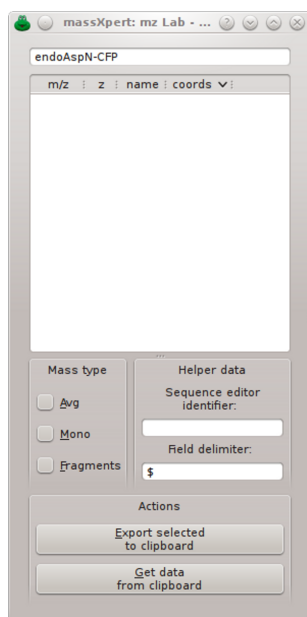 massXpert: mz Lab - ...
endoAspN-CFP
m/z z name coords
Mass type
Avg
Mono
Fragments
Helper data
Sequence editor
identifier:
Field delimiter:
$
Actions
Export selected
to clipboard
Get data
from clipboard